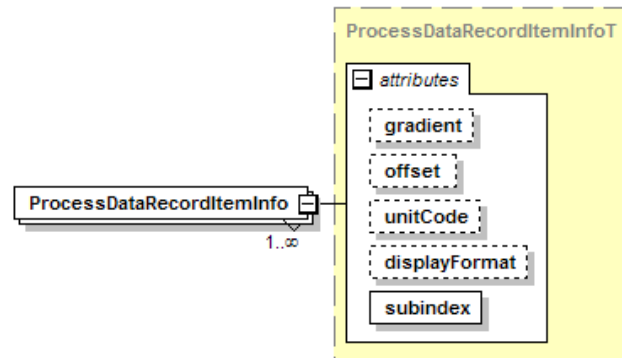 ProcessDataRecordItemInfoT
attributes
gradient
offset
unitCode
displayFormat
subindex
ProcessDataRecordItemInfo
1..∞